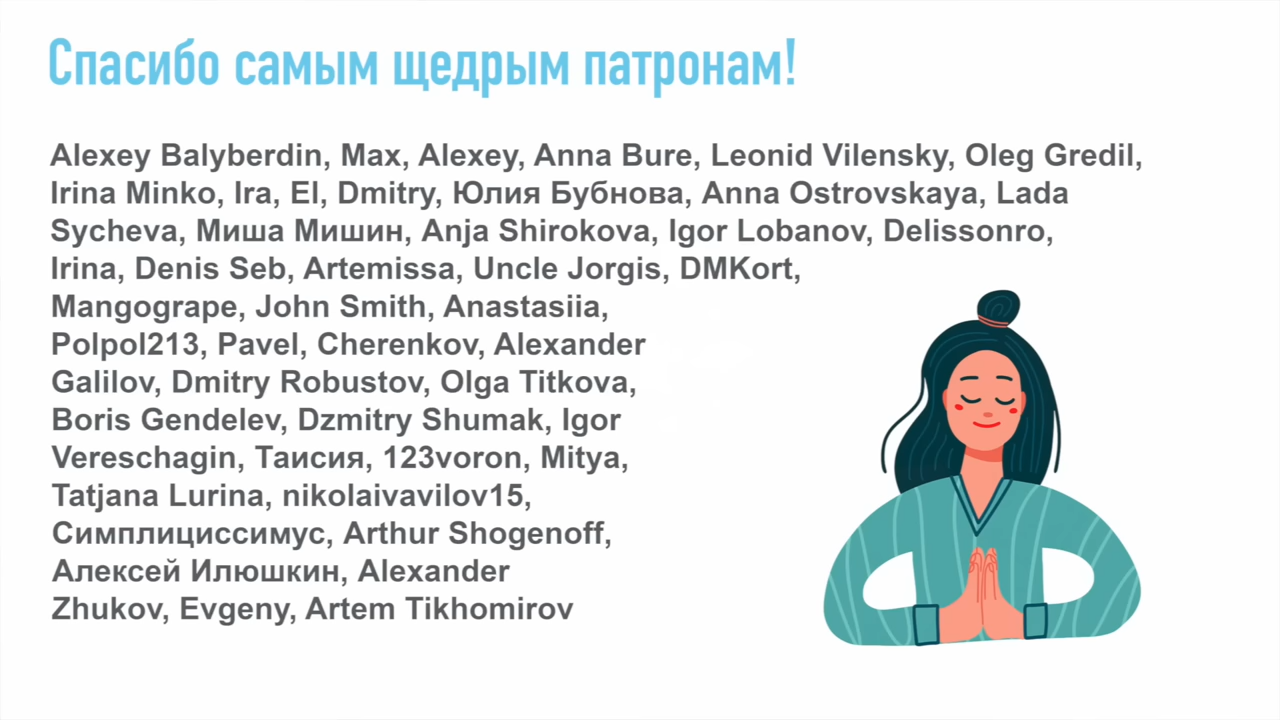 Спасибо самым щедрым патронам!
Alexey Balyberdin, Max, Alexey, Anna Bure, Leonid Vilensky, Oleg Gredil,
Irina Minko, Ira, El, Dmitry, Юлия Бубнова, Anna Ostrovskaya, Lada
Sycheva, Миша Мишин, Anja Shirokova, Igor Lobanov, Delissonro,
Irina, Denis Seb, Artemissa, Uncle Jorgis, DMKort,
Mangogrape, John Smith, Anastasiia,
Polpol213, Pavel, Cherenkov, Alexander
Galilov, Dmitry Robustov, Olga Titkova,
Boris Gendelev, Dzmitry Shumak, Igor
Vereschagin, Таисия, 123voron, Mitya,
Tatjana Lurina, nikolaivavilov15,
Симплициссимус, Arthur Shogenoff,
Алексей Илюшкин, Alexander
Zhukov, Evgeny, Artem Tikhomirov